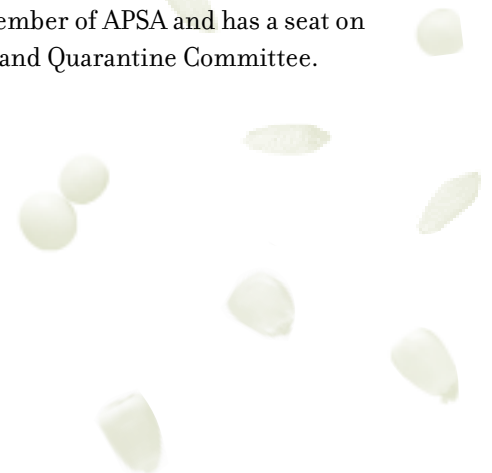 ember of APSA and has a seat on
and Quarantine Committee.